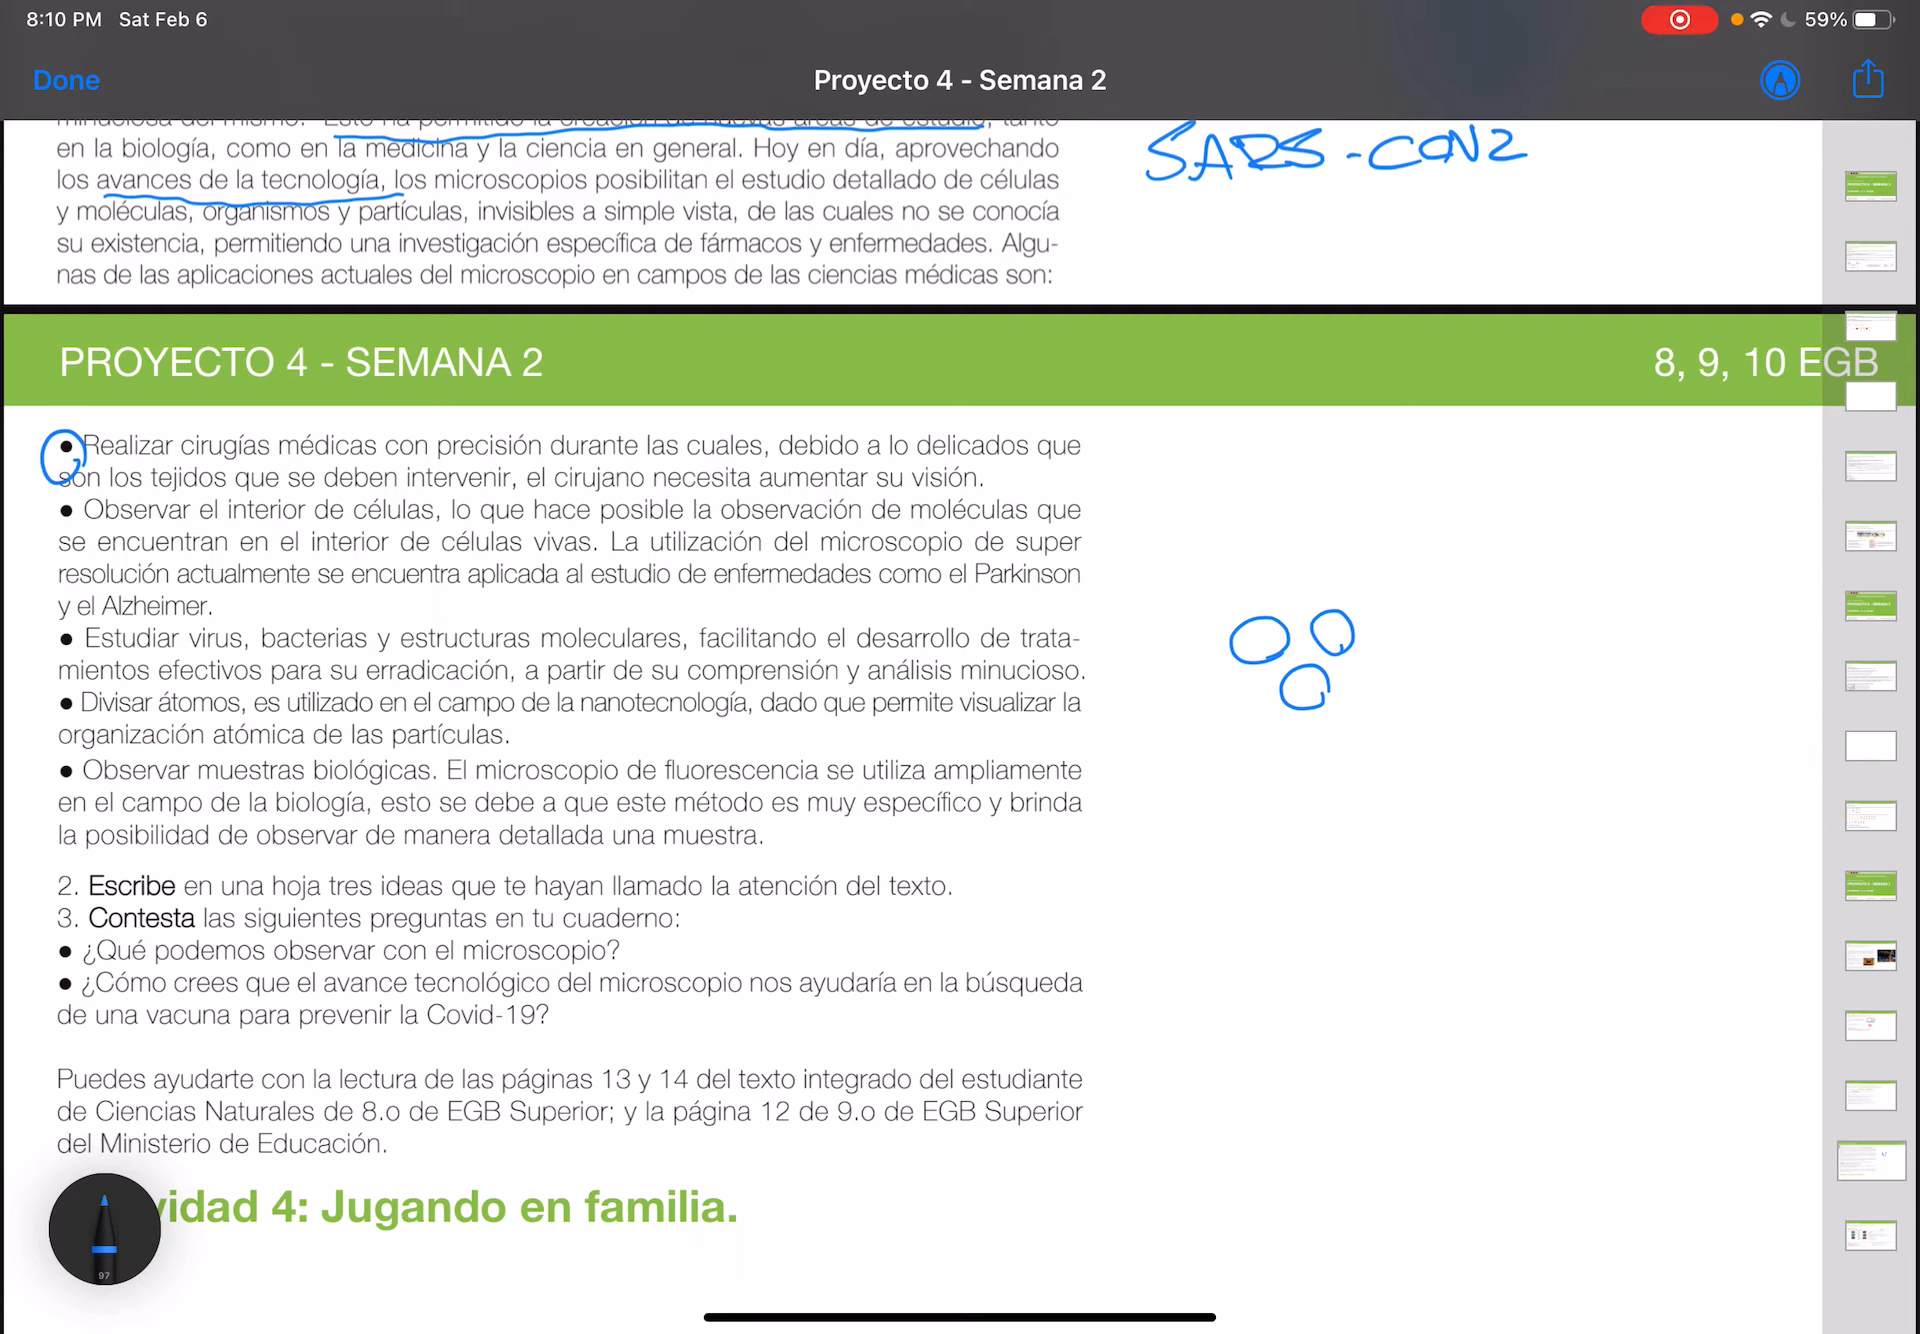 8:10 PM Sat Feb 6
59%
Done
Proyecto 4 - Semana 2
minuciosa del mismo. Esto ha permitido la creación de nuevas áreas de estudio, tanto
en la biología, como en la medicina y la ciencia en general. Hoy en día, aprovechando
los avances de la tecnología, los microscopios posibilitan el estudio detallado de células
y moléculas, organismos y partículas, invisibles a simple vista, de las cuales no se conocía
su existencia, permitiendo una investigación específica de fármacos y enfermedades. Algu-
nas de las aplicaciones actuales del microscopio en campos de las ciencias médicas son:
SARS-COV2
PROYECTO 4 - SEMANA 2
8, 9, 10 EGB
● Realizar cirugías médicas con precisión durante las cuales, debido a lo delicados que
son los tejidos que se deben intervenir, el cirujano necesita aumentar su visión.
● Observar el interior de células, lo que hace posible la observación de moléculas que
se encuentran en el interior de células vivas. La utilización del microscopio de super
resolución actualmente se encuentra aplicada al estudio de enfermedades como el Parkinson
y el Alzheimer.
● Estudiar virus, bacterias y estructuras moleculares, facilitando el desarrollo de trata-
mientos efectivos para su erradicación, a partir de su comprensión y análisis minucioso.
● Divisar átomos, es utilizado en el campo de la nanotecnología, dado que permite visualizar la
organización atómica de las partículas.
● Observar muestras biológicas. El microscopio de fluorescencia se utiliza ampliamente
en el campo de la biología, esto se debe a que este método es muy específico y brinda
la posibilidad de observar de manera detallada una muestra.
2. Escribe en una hoja tres ideas que te hayan llamado la atención del texto.
3. Contesta las siguientes preguntas en tu cuaderno:
● ¿Qué podemos observar con el microscopio?
● ¿Cómo crees que el avance tecnológico del microscopio nos ayudaría en la búsqueda
de una vacuna para prevenir la Covid-19?
Puedes ayudarte con la lectura de las páginas 13 y 14 del texto integrado del estudiante
de Ciencias Naturales de 8.o de EGB Superior; y la página 12 de 9.o de EGB Superior
del Ministerio de Educación.
vidad 4: Jugando en familia.
97